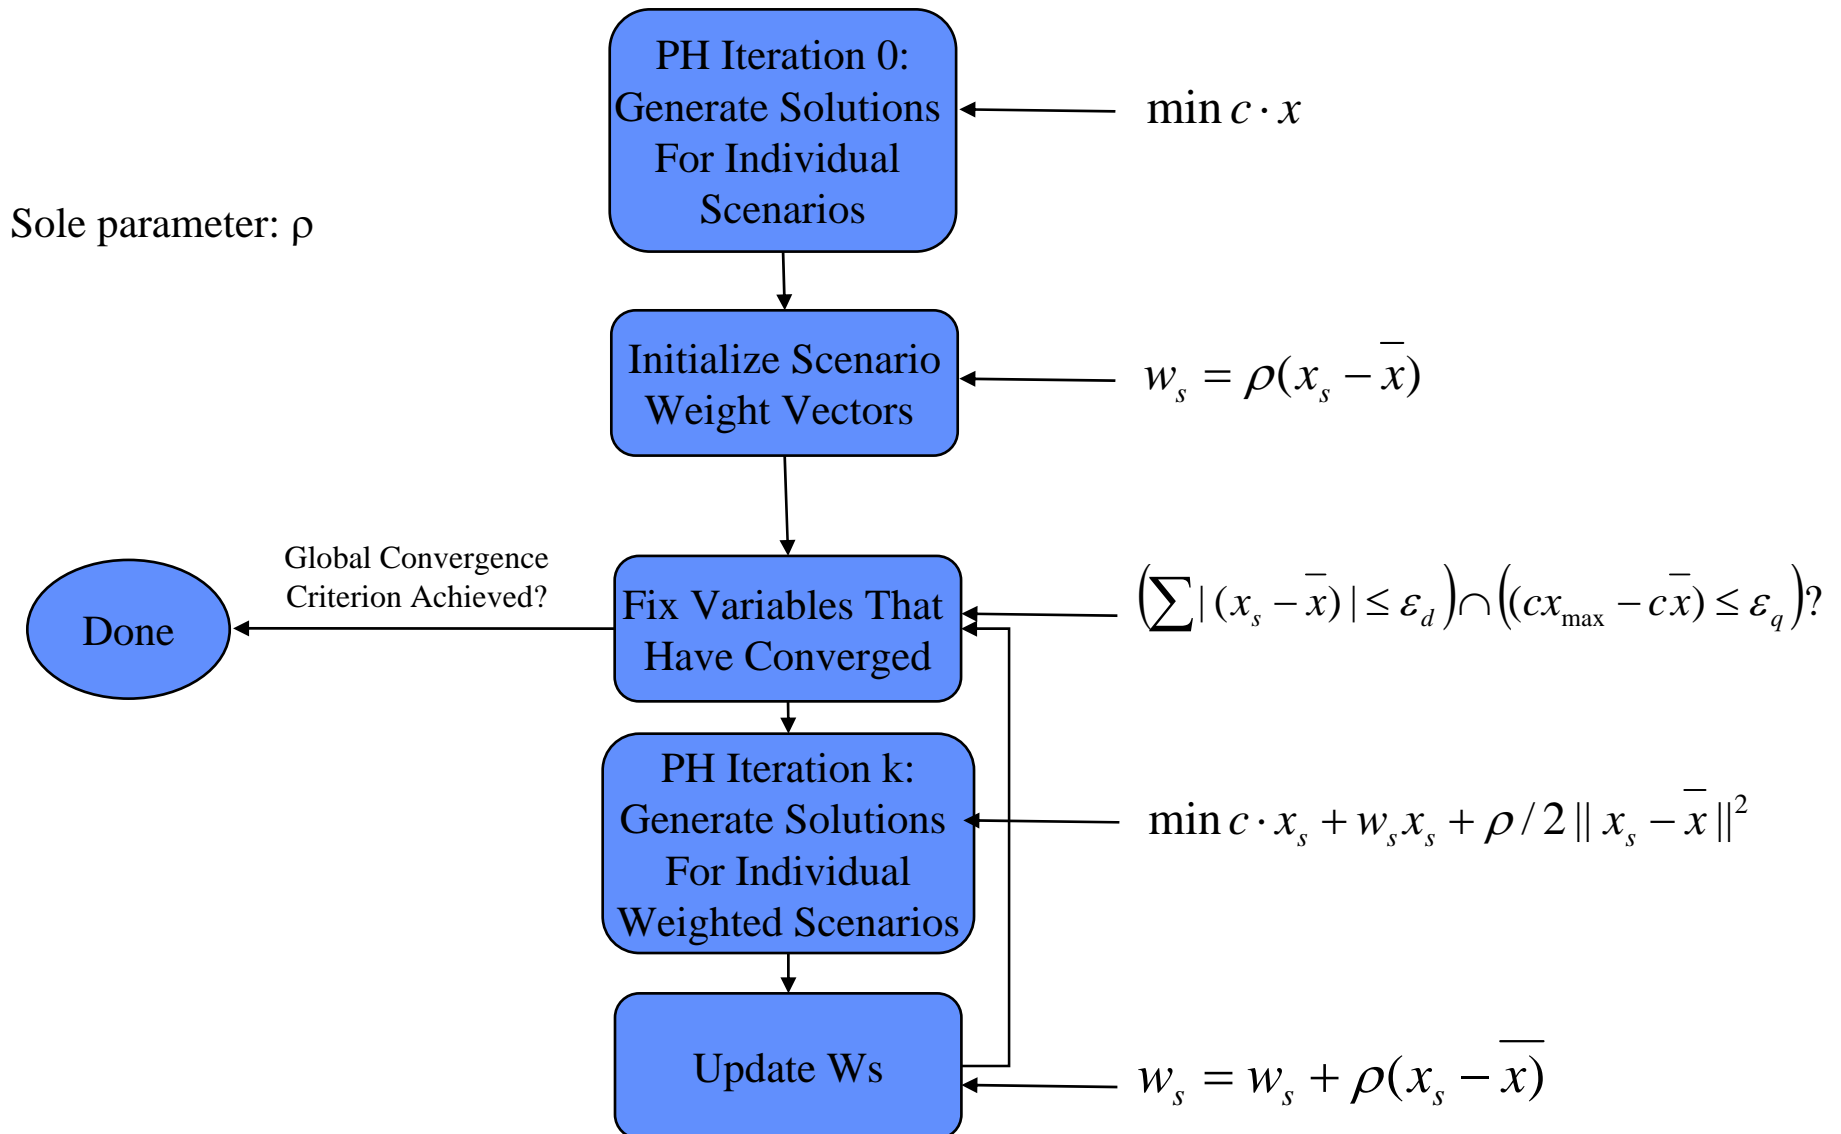 PH Iteration 0:
Generate Solutions
For Individual
Scenarios
min c · x
Sole parameter: ρ
Initialize Scenario
Weight Vectors
w_s = ρ(x_s − x̄)
Global Convergence
Criterion Achieved?
Done
Fix Variables That
Have Converged
(∑ | (x_s − x̄) | ≤ ε_d) ∩ ((cx_max − cx̄) ≤ ε_q)?
PH Iteration k:
Generate Solutions
For Individual
Weighted Scenarios
min c · x_s + w_s x_s + ρ / 2 || x_s − x̄ ||²
Update Ws
w_s = w_s + ρ(x_s − x̄)